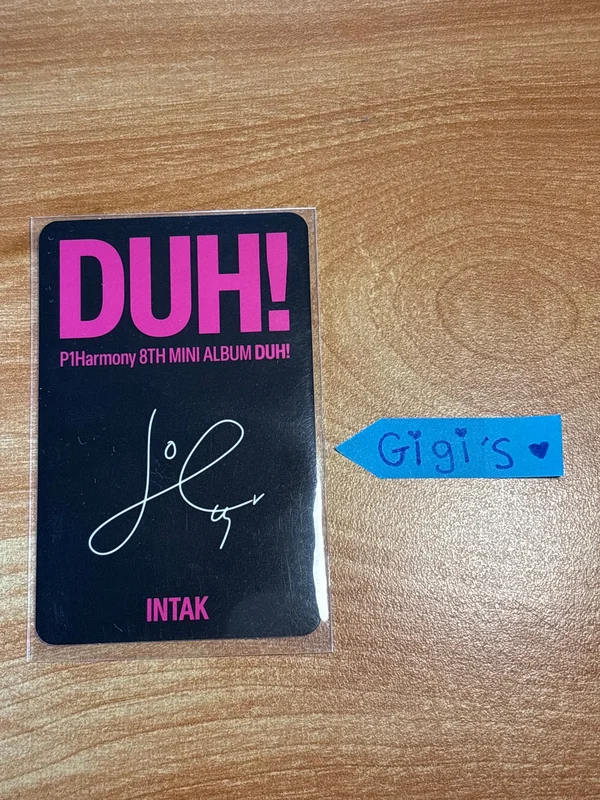 DUH!
P1Harmony 8TH MINI ALBUM DUH!
INTAK
Gigi's